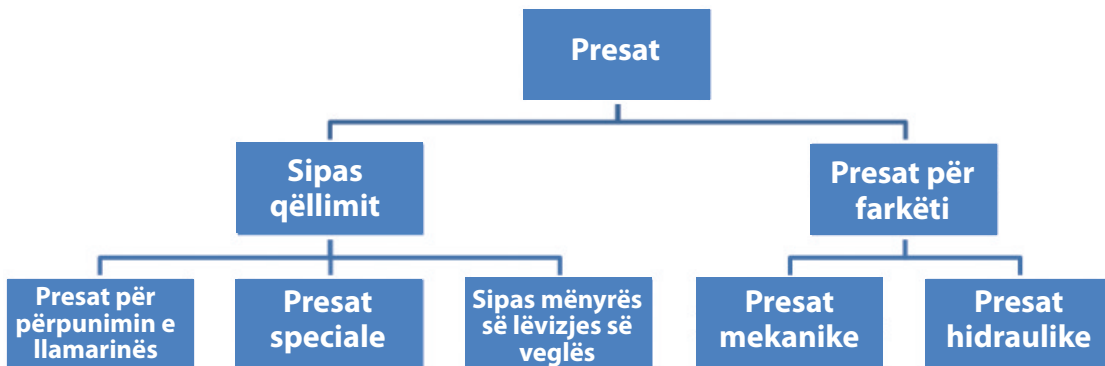 Presat
Sipas
qëllimit
Presat për
farkëti
Presat për
përpunimin e
llamarinës
Presat
speciale
Sipas mënyrës
së lëvizjes së
veglës
Presat
mekanike
Presat
hidraulike